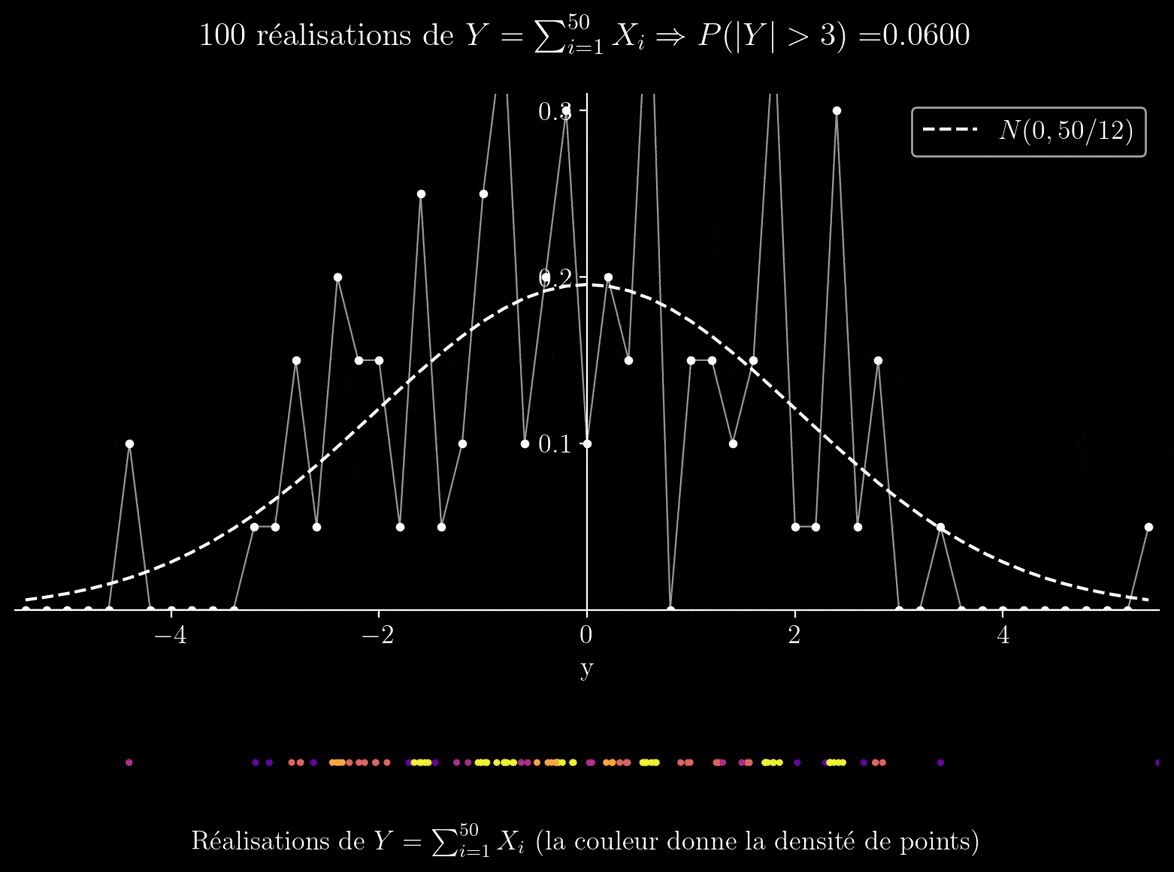 100 réalisations de Y = ∑_{i=1}^{50} X_i ⇒ P(|Y| > 3) =0.0600
0.3
N(0, 50/12)
0.2
0.1
−4 −2 0 2 4
y
Réalisations de Y = ∑_{i=1}^{50} X_i (la couleur donne la densité de points)